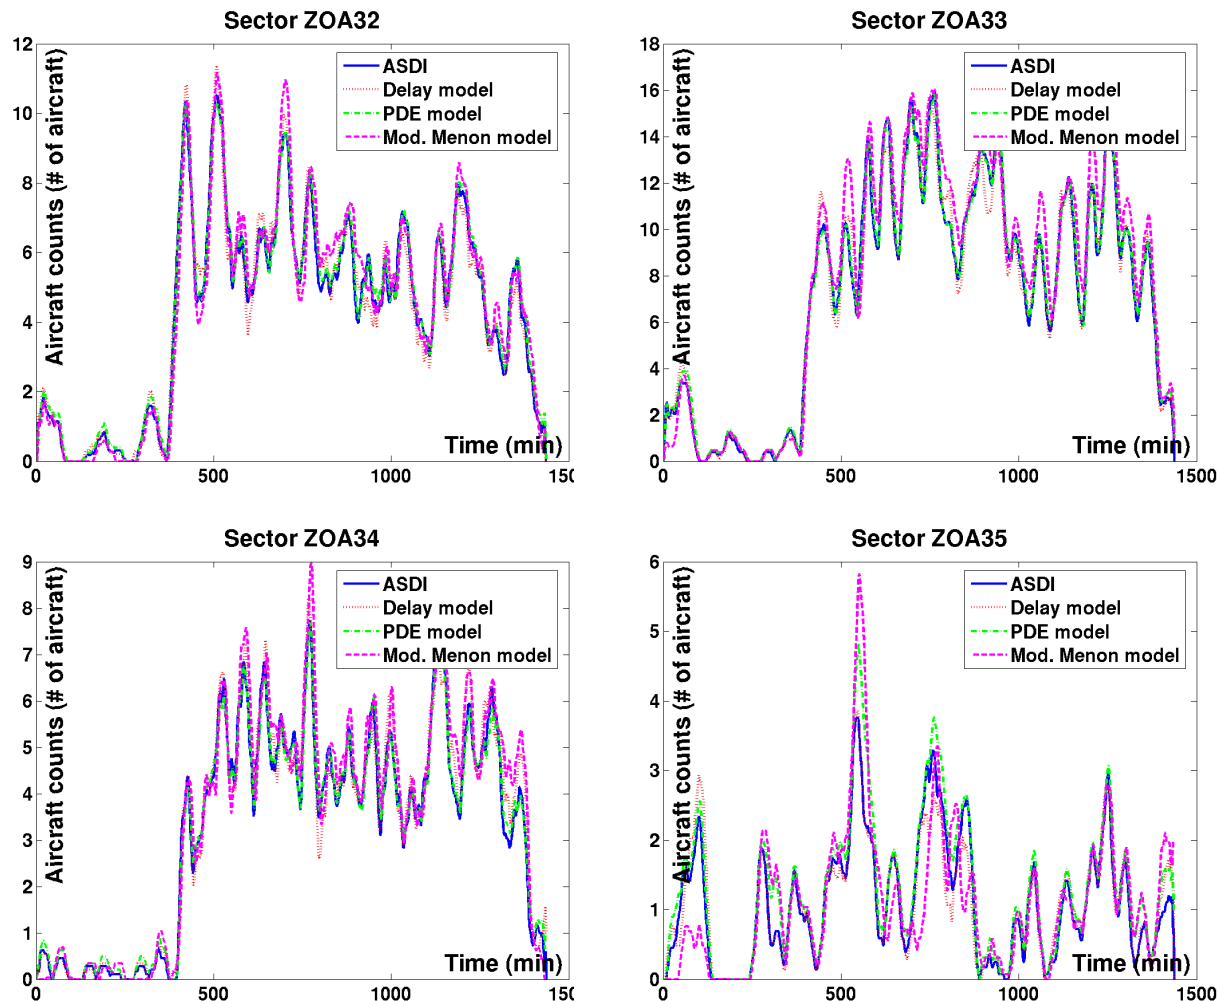 Sector ZOA32
12
10
8
6
4
2
0
Aircraft counts (# of aircraft)
ASDI
Delay model
PDE model
Mod. Menon model
Time (min)
0 500 1000 150
Sector ZOA33
18
16
14
12
10
8
6
4
2
0
Aircraft counts (# of aircraft)
ASDI
Delay model
PDE model
Mod. Menon model
Time (min)
0 500 1000 1500
Sector ZOA34
9
8
7
6
5
4
3
2
1
0
Aircraft counts (# of aircraft)
ASDI
Delay model
PDE model
Mod. Menon model
Time (min)
0 500 1000 150
Sector ZOA35
6
5
4
3
2
1
0
Aircraft counts (# of aircraft)
ASDI
Delay model
PDE model
Mod. Menon model
Time (min)
0 500 1000 1500